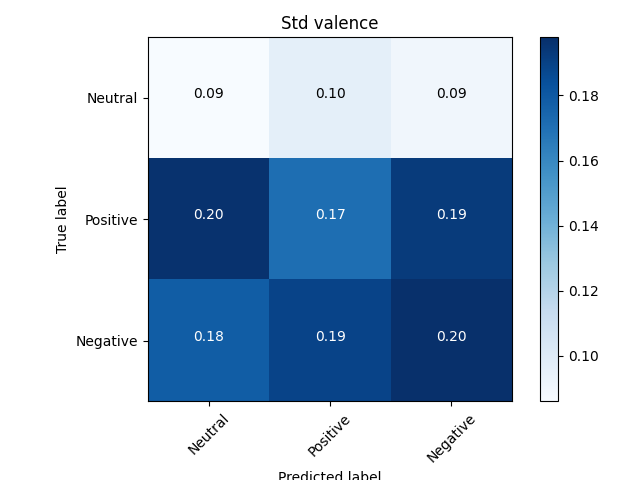 Std valence
True label
Neutral
0.09 0.10 0.09
Positive
0.20 0.17 0.19
Negative
0.18 0.19 0.20
Neutral Positive Negative
Predicted label
0.18
0.16
0.14
0.12
0.10